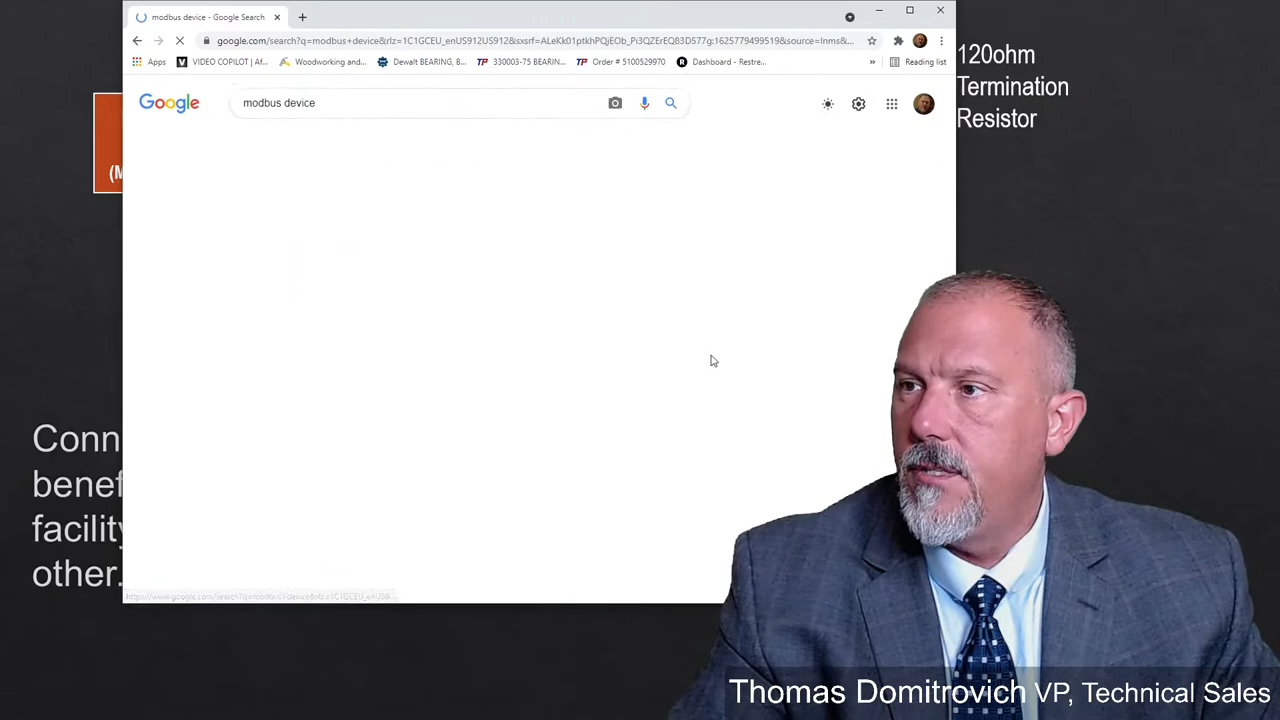 modbus device - Google Search
google.com/search?q=modbus+device&rlz=1C1GCEU_enUS912US912&sxsrf=ALeKk01ptkhPQjEOb_Pi3QZErEQ83D577g:1625779499519&source=lnms&...
Apps VIDEO COPILOT | Af... Woodworking and... Dewalt BEARING, B... 330003-75 BEARIN... Order # 5100529970 Dashboard - Restre... » Reading list
Google modbus device
120ohm
Termination
Resistor
(M
Conn
benef
facility
other.
Thomas Domitrovich VP, Technical Sales